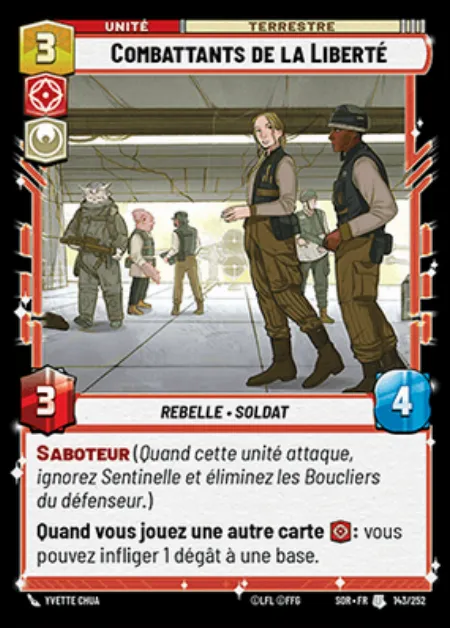 UNITÉ
TERRESTRE
3
COMBATTANTS DE LA LIBERTÉ
3
4
REBELLE • SOLDAT
SABOTEUR (Quand cette unité attaque,
ignorez Sentinelle et éliminez les Boucliers
du défenseur.)
Quand vous jouez une autre carte : vous
pouvez infliger 1 dégât à une base.
YVETTE CHUA
©LFL ©FFG
SOR • FR
U
143/252